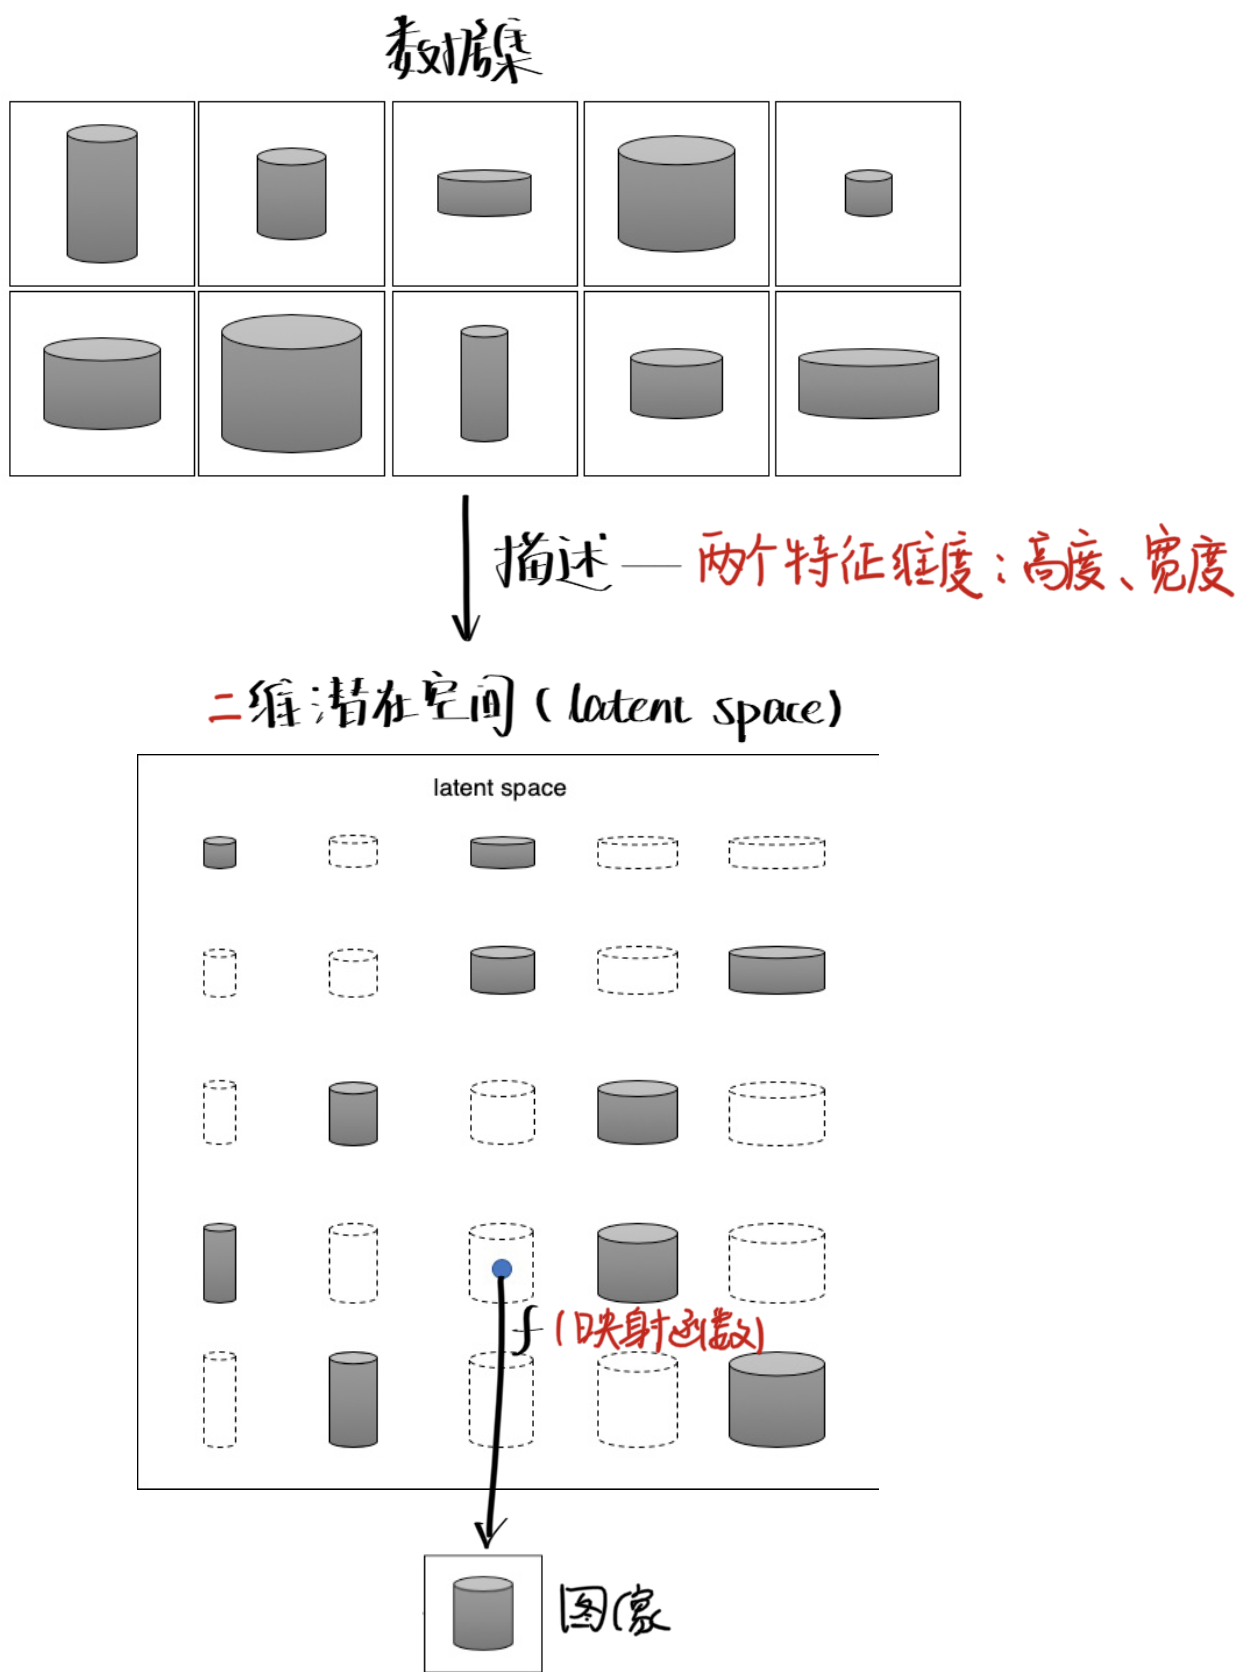 数据集
描述 — 两个特征维度：高度、宽度
二维潜在空间 (latent space)
latent space
f (映射函数)
图像